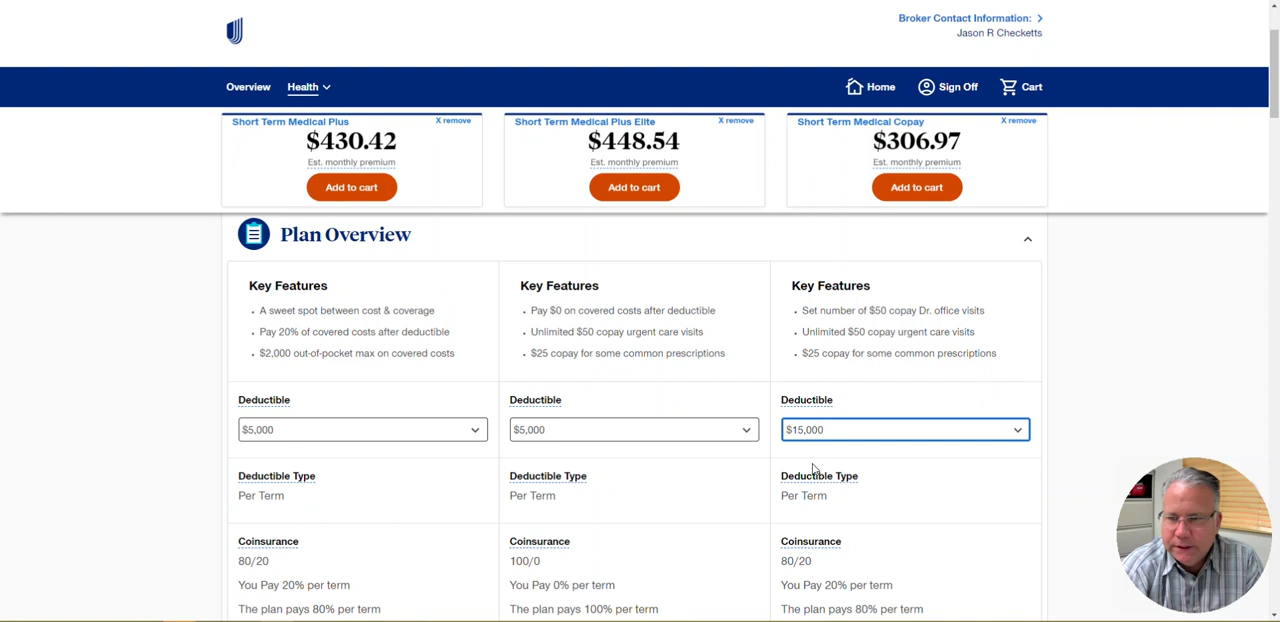 Broker Contact Information:
Jason R Checketts
Overview Health Home Sign Off Cart
Short Term Medical Plus X remove
$430.42
Est. monthly premium
Add to cart
Short Term Medical Plus Elite X remove
$448.54
Est. monthly premium
Add to cart
Short Term Medical Copay X remove
$306.97
Est. monthly premium
Add to cart
Plan Overview
Key Features
• A sweet spot between cost & coverage
• Pay 20% of covered costs after deductible
• $2,000 out-of-pocket max on covered costs
Key Features
• Pay $0 on covered costs after deductible
• Unlimited $50 copay urgent care visits
• $25 copay for some common prescriptions
Key Features
• Set number of $50 copay Dr. office visits
• Unlimited $50 copay urgent care visits
• $25 copay for some common prescriptions
Deductible
$5,000
Deductible
$5,000
Deductible
$15,000
Deductible Type
Per Term
Deductible Type
Per Term
Deductible Type
Per Term
Coinsurance
80/20
You Pay 20% per term
The plan pays 80% per term
Coinsurance
100/0
You Pay 0% per term
The plan pays 100% per term
Coinsurance
80/20
You Pay 20% per term
The plan pays 80% per term